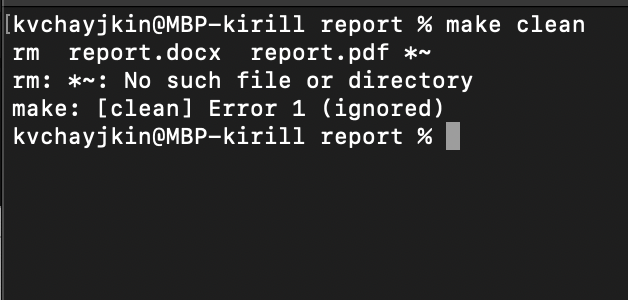 [kvchayjkin@MBP-kirill report % make clean
rm  report.docx  report.pdf *~
rm: *~: No such file or directory
make: [clean] Error 1 (ignored)
kvchayjkin@MBP-kirill report %